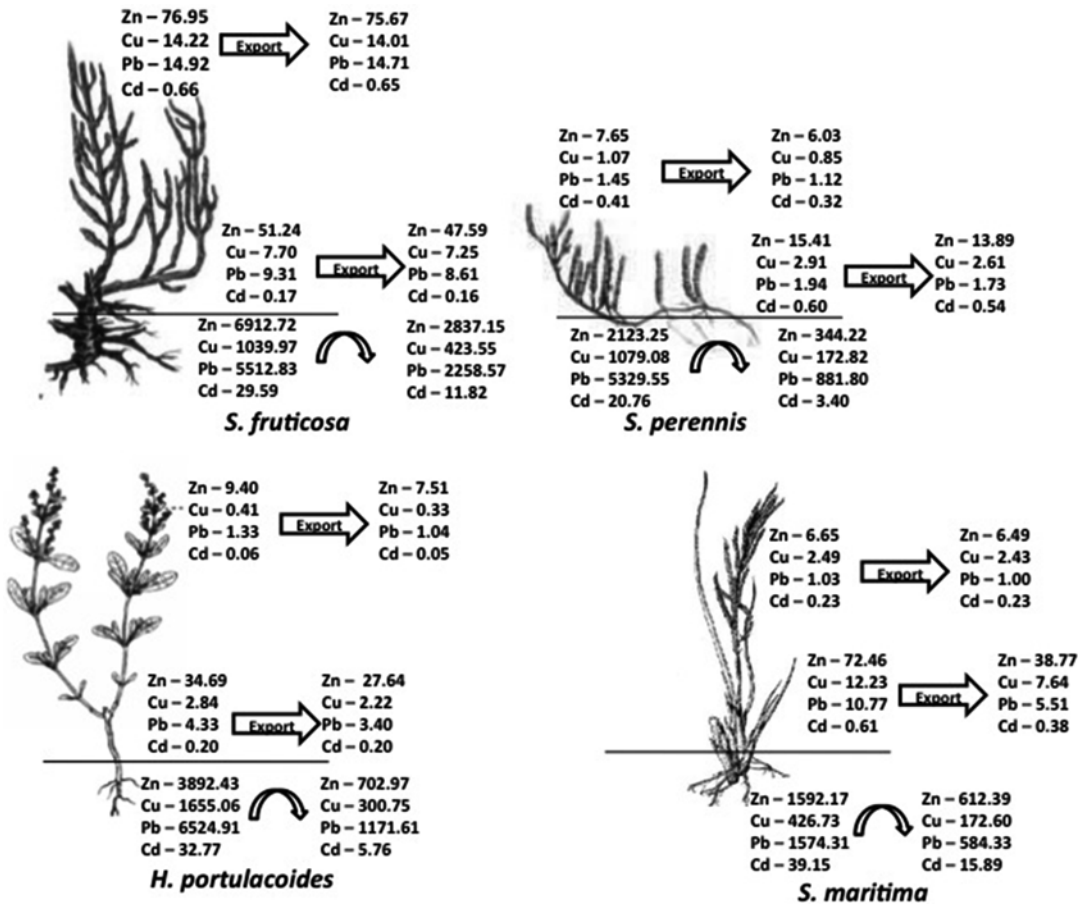 Zn – 76.95
Cu – 14.22
Pb – 14.92
Cd – 0.66
Export
Zn – 75.67
Cu – 14.01
Pb – 14.71
Cd – 0.65
Zn – 51.24
Cu – 7.70
Pb – 9.31
Cd – 0.17
Export
Zn – 47.59
Cu – 7.25
Pb – 8.61
Cd – 0.16
Zn – 6912.72
Cu – 1039.97
Pb – 5512.83
Cd – 29.59
Zn – 2837.15
Cu – 423.55
Pb – 2258.57
Cd – 11.82
S. fruticosa
Zn – 7.65
Cu – 1.07
Pb – 1.45
Cd – 0.41
Export
Zn – 6.03
Cu – 0.85
Pb – 1.12
Cd – 0.32
Zn – 15.41
Cu – 2.91
Pb – 1.94
Cd – 0.60
Export
Zn – 13.89
Cu – 2.61
Pb – 1.73
Cd – 0.54
Zn – 2123.25
Cu – 1079.08
Pb – 5329.55
Cd – 20.76
Zn – 344.22
Cu – 172.82
Pb – 881.80
Cd – 3.40
S. perennis
Zn – 9.40
Cu – 0.41
Pb – 1.33
Cd – 0.06
Export
Zn – 7.51
Cu – 0.33
Pb – 1.04
Cd – 0.05
Zn – 34.69
Cu – 2.84
Pb – 4.33
Cd – 0.20
Export
Zn – 27.64
Cu – 2.22
Pb – 3.40
Cd – 0.20
Zn – 3892.43
Cu – 1655.06
Pb – 6524.91
Cd – 32.77
Zn – 702.97
Cu – 300.75
Pb – 1171.61
Cd – 5.76
H. portulacoides
Zn – 6.65
Cu – 2.49
Pb – 1.03
Cd – 0.23
Export
Zn – 6.49
Cu – 2.43
Pb – 1.00
Cd – 0.23
Zn – 72.46
Cu – 12.23
Pb – 10.77
Cd – 0.61
Export
Zn – 38.77
Cu – 7.64
Pb – 5.51
Cd – 0.38
Zn – 1592.17
Cu – 426.73
Pb – 1574.31
Cd – 39.15
Zn – 612.39
Cu – 172.60
Pb – 584.33
Cd – 15.89
S. maritima